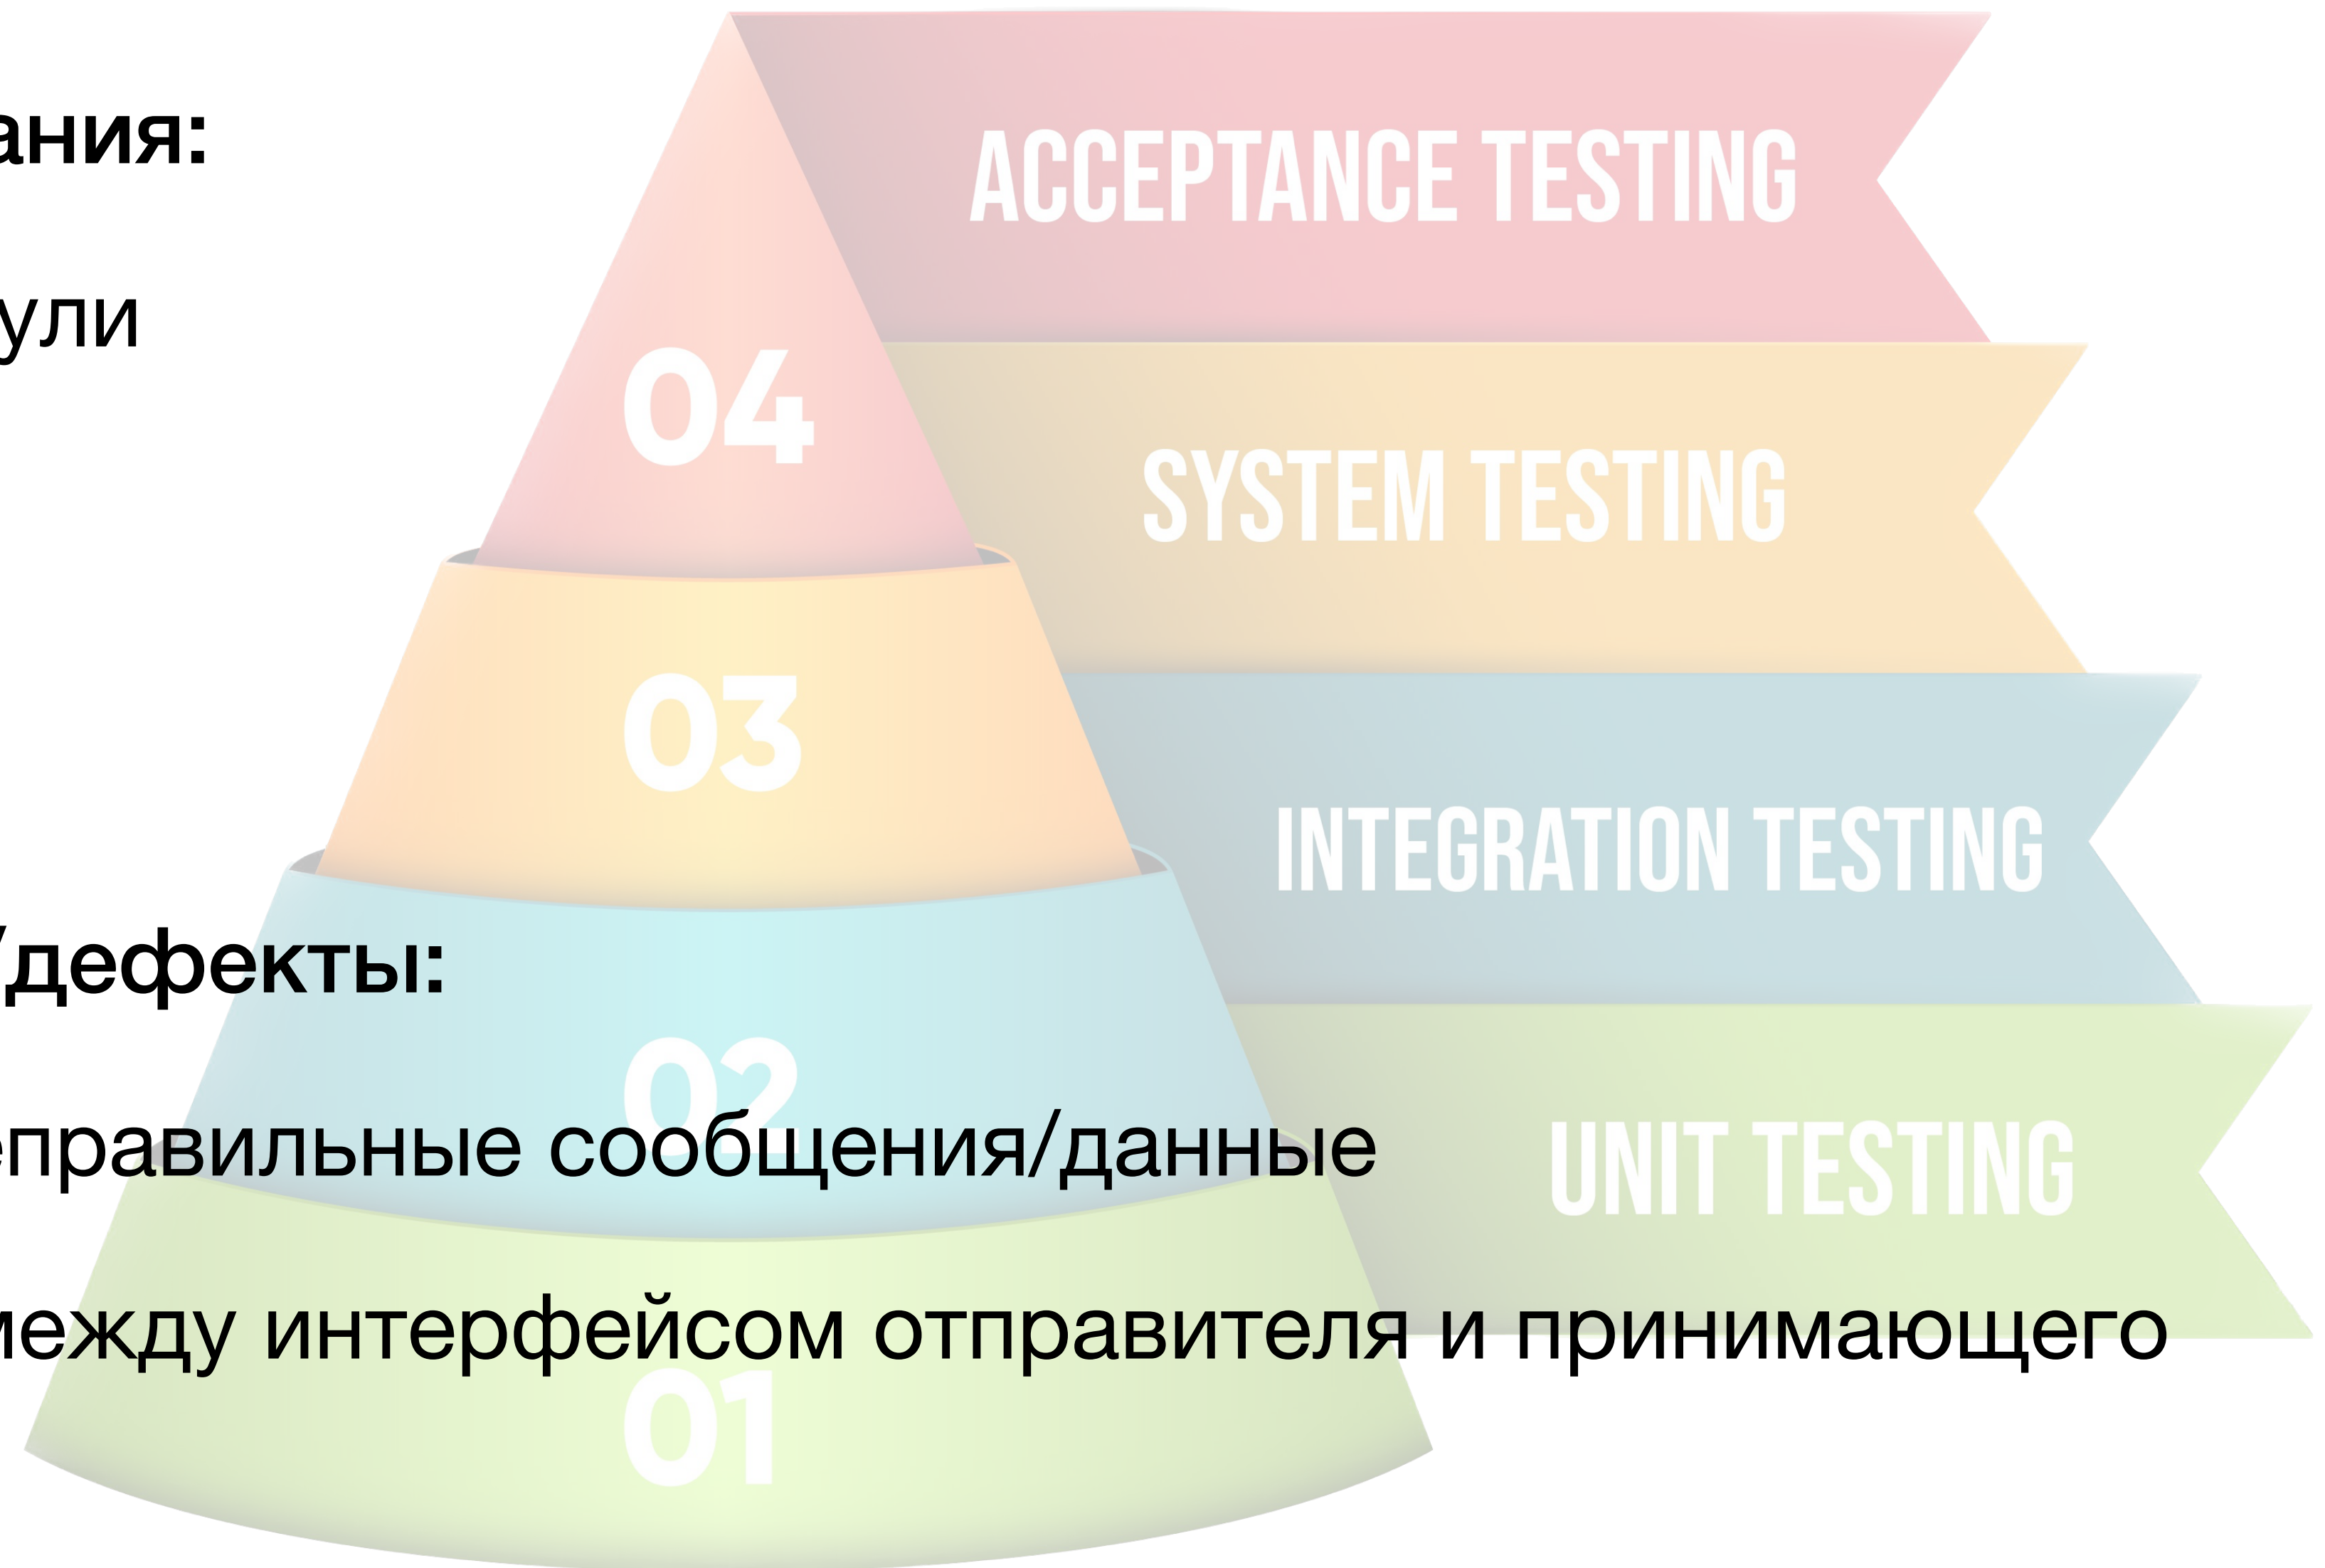 ания:
ACCEPTANCE TESTING
ули
04
SYSTEM TESTING
03
INTEGRATION TESTING
/дефекты:
02
еправильные сообщения/данные
UNIT TESTING
между интерфейсом отправителя и принимающего
01